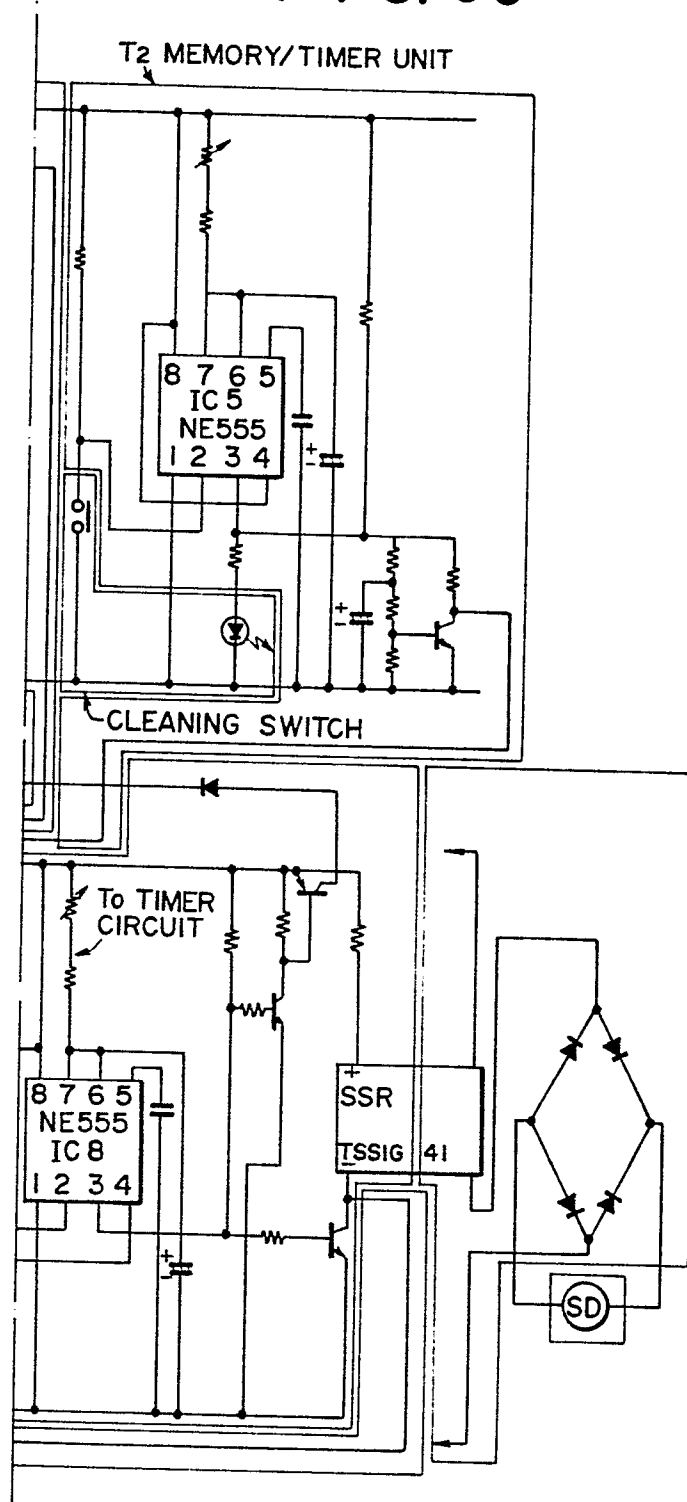 T2 MEMORY/TIMER UNIT
8 7 6 5
IC 5
NE555
1 2 3 4
+
-
+
-
CLEANING SWITCH
To TIMER
CIRCUIT
8 7 6 5
NE555
IC 8
1 2 3 4
+
-
+
SSR
TSSIG 41
-
SD